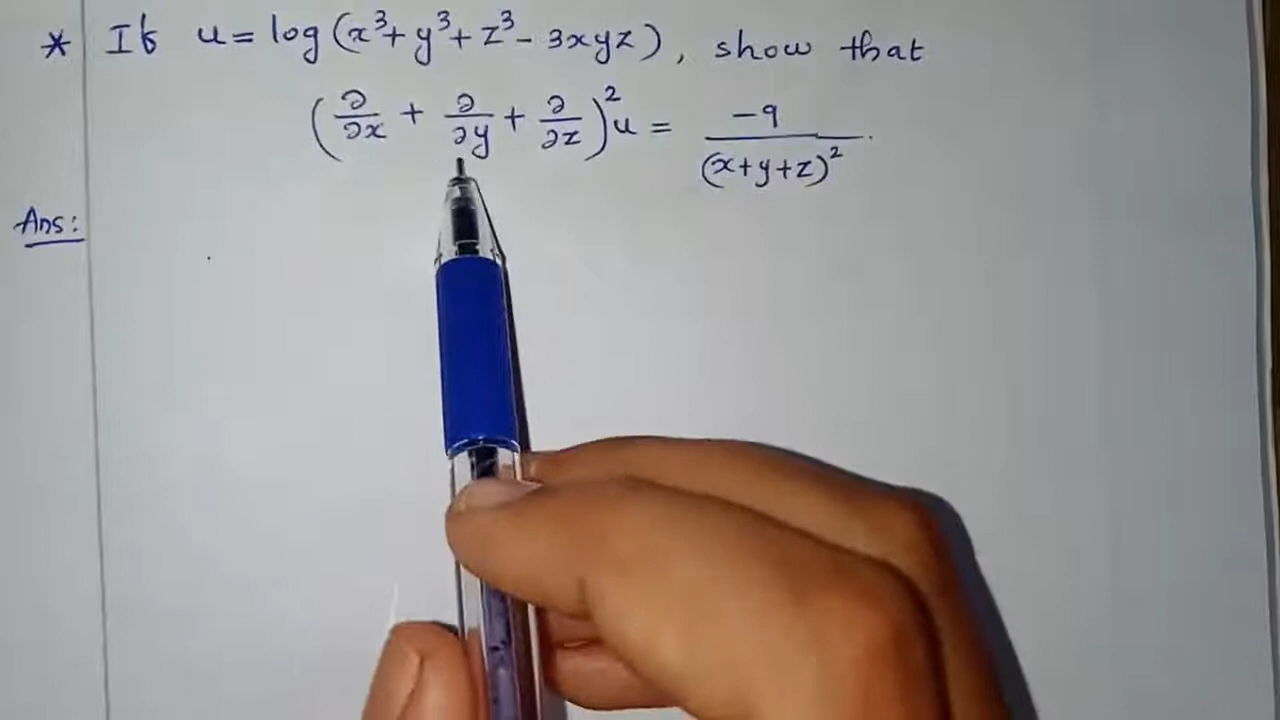 * If u = log (x³ + y³ + z³ - 3xyz), show that
(∂/∂x + ∂/∂y + ∂/∂z)² u = -9/(x+y+z)².
Ans: